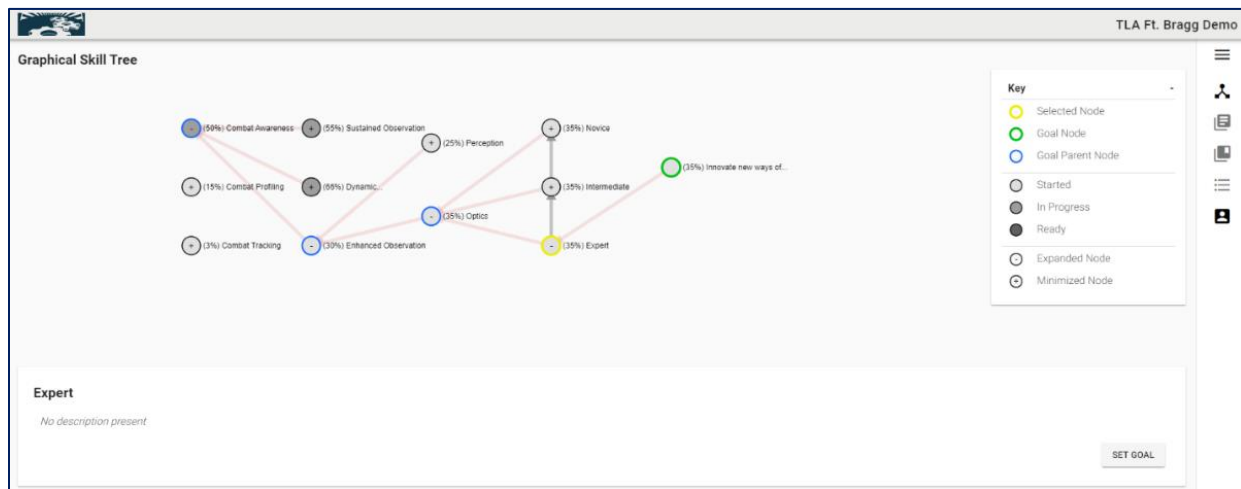 TLA Ft. Bragg Demo
Graphical Skill Tree
(50%) Combat Awareness
(55%) Sustained Observation
(25%) Perception
(35%) Novice
(35%) Innovate new ways of...
(15%) Combat Profiling
(66%) Dynamic...
(35%) Intermediate
(35%) Optics
(3%) Combat Tracking
(30%) Enhanced Observation
(35%) Expert
Key
Selected Node
Goal Node
Goal Parent Node
Started
In Progress
Ready
Expanded Node
Minimized Node
Expert
No description present
SET GOAL